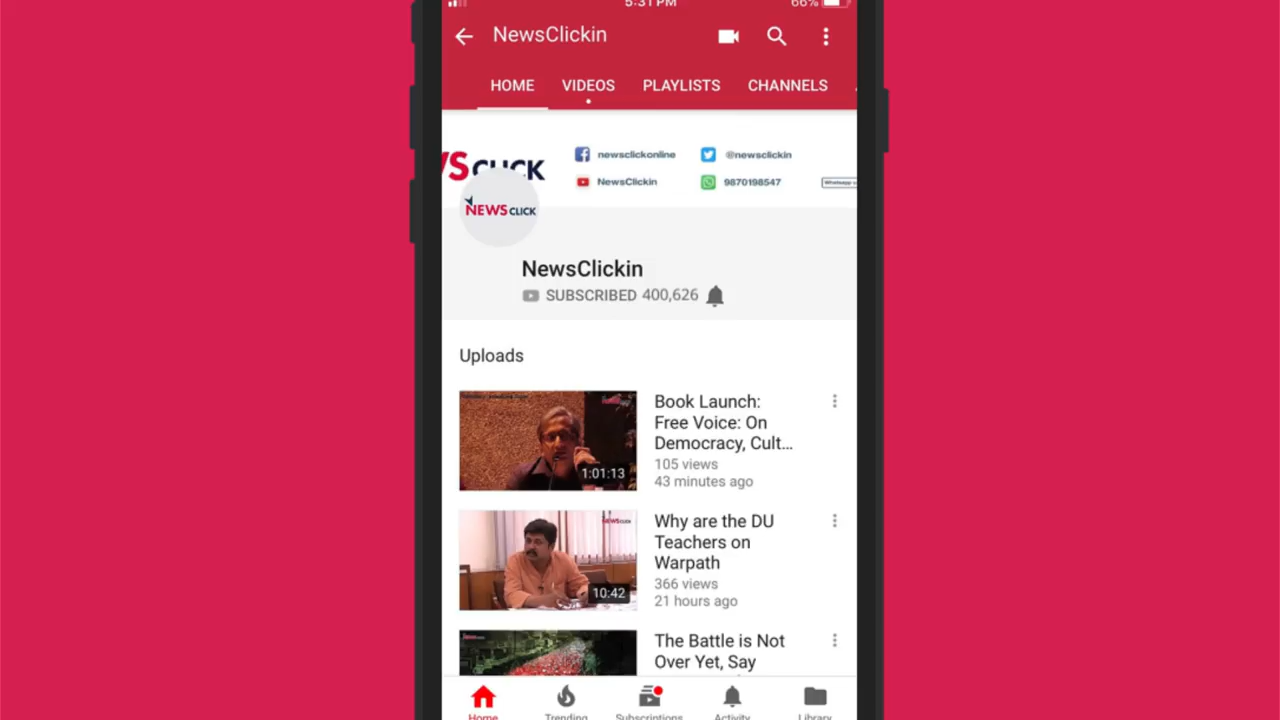 5:31 PM
66%
NewsClickin
HOME VIDEOS PLAYLISTS CHANNELS
S CLICK
newsclickonline
@newsclickin
NewsClickin
9870198547
NEWS CLICK
NewsClickin
SUBSCRIBED 400,626
Uploads
Book Launch:
Free Voice: On
Democracy, Cult...
105 views
43 minutes ago
1:01:13
Why are the DU
Teachers on
Warpath
366 views
21 hours ago
NEWSCLICK
10:42
The Battle is Not
Over Yet, Say
Home Trending Subscriptions Activity Library